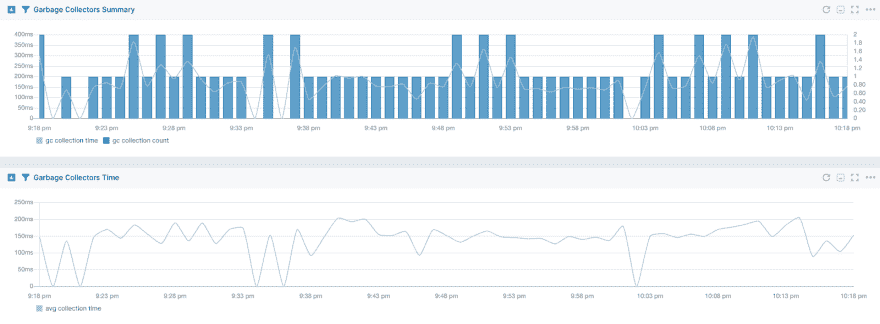 Garbage Collectors Summary
400ms 2
350ms 1.8
300ms 1.6
250ms 1.4
200ms 1.2
150ms 1
100ms 0.80
50ms 0.60
0 0.40
0.20
0
9:18 pm 9:23 pm 9:28 pm 9:33 pm 9:38 pm 9:43 pm 9:48 pm 9:53 pm 9:58 pm 10:03 pm 10:08 pm 10:13 pm 10:18 pm
gc collection time gc collection count
Garbage Collectors Time
250ms
200ms
150ms
100ms
50ms
0
9:18 pm 9:23 pm 9:28 pm 9:33 pm 9:38 pm 9:43 pm 9:48 pm 9:53 pm 9:58 pm 10:03 pm 10:08 pm 10:13 pm 10:18 pm
avg collection time